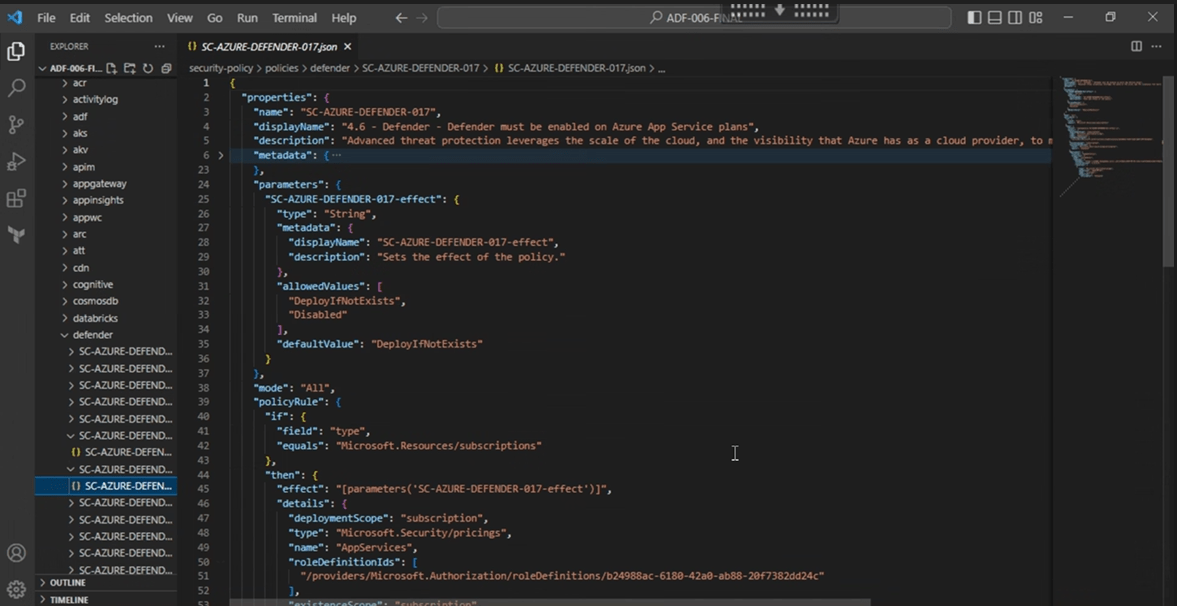 File Edit Selection View Go Run Terminal Help
EXPLORER
ADF-006-FI...
acr
activitylog
adf
aks
akv
apim
appgateway
appinsights
appwc
arc
att
cdn
cognitive
cosmosdb
databricks
defender
SC-AZURE-DEFEND...
SC-AZURE-DEFEND...
SC-AZURE-DEFEND...
SC-AZURE-DEFEND...
SC-AZURE-DEFEND...
SC-AZURE-DEFEND...
{} SC-AZURE-DEFEN...
SC-AZURE-DEFEND...
{} SC-AZURE-DEFEN...
SC-AZURE-DEFEND...
SC-AZURE-DEFEND...
SC-AZURE-DEFEND...
SC-AZURE-DEFEND...
SC-AZURE-DEFEND...
OUTLINE
TIMELINE
{} SC-AZURE-DEFENDER-017.json
security-policy > policies > defender > SC-AZURE-DEFENDER-017 > {} SC-AZURE-DEFENDER-017.json > ...
1 {
2 "properties": {
3 "name": "SC-AZURE-DEFENDER-017",
4 "displayName": "4.6 - Defender - Defender must be enabled on Azure App Service plans",
5 "description": "Advanced threat protection leverages the scale of the cloud, and the visibility that Azure has as a cloud provider, to m
6 "metadata": { ...
23 },
24 "parameters": {
25 "SC-AZURE-DEFENDER-017-effect": {
26 "type": "String",
27 "metadata": {
28 "displayName": "SC-AZURE-DEFENDER-017-effect",
29 "description": "Sets the effect of the policy."
30 },
31 "allowedValues": [
32 "DeployIfNotExists",
33 "Disabled"
34 ],
35 "defaultValue": "DeployIfNotExists"
36 }
37 },
38 "mode": "All",
39 "policyRule": {
40 "if": {
41 "field": "type",
42 "equals": "Microsoft.Resources/subscriptions"
43 },
44 "then": {
45 "effect": "[parameters('SC-AZURE-DEFENDER-017-effect')]",
46 "details": {
47 "deploymentScope": "subscription",
48 "type": "Microsoft.Security/pricings",
49 "name": "AppServices",
50 "roleDefinitionIds": [
51 "/providers/Microsoft.Authorization/roleDefinitions/b24988ac-6180-42a0-ab88-20f7382dd24c"
52 ],
53 "existenceScope": "subscription"